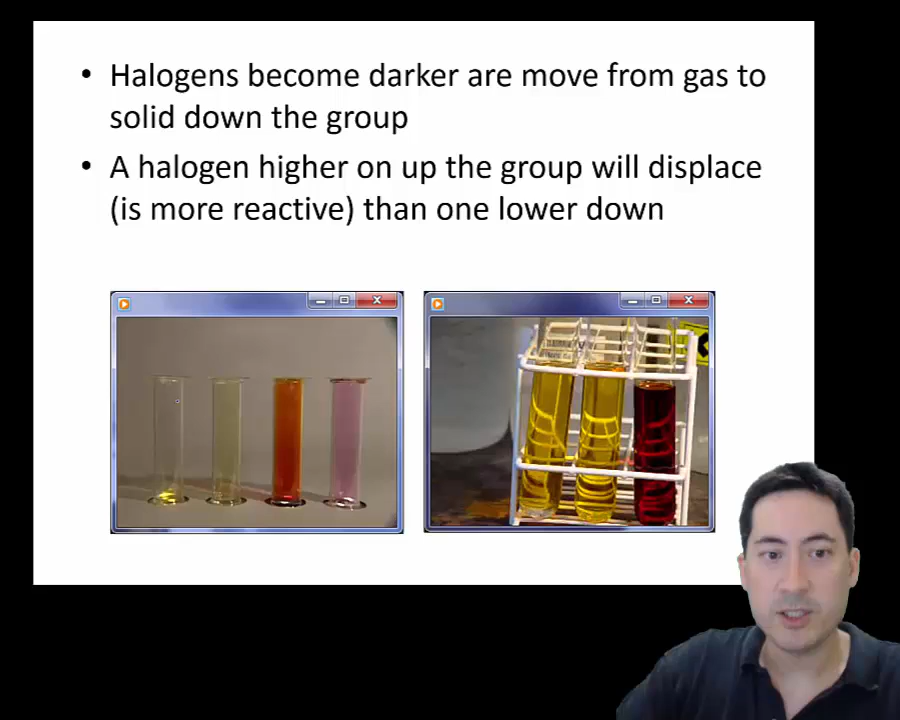 • Halogens become darker are move from gas to
solid down the group
• A halogen higher on up the group will displace
(is more reactive) than one lower down